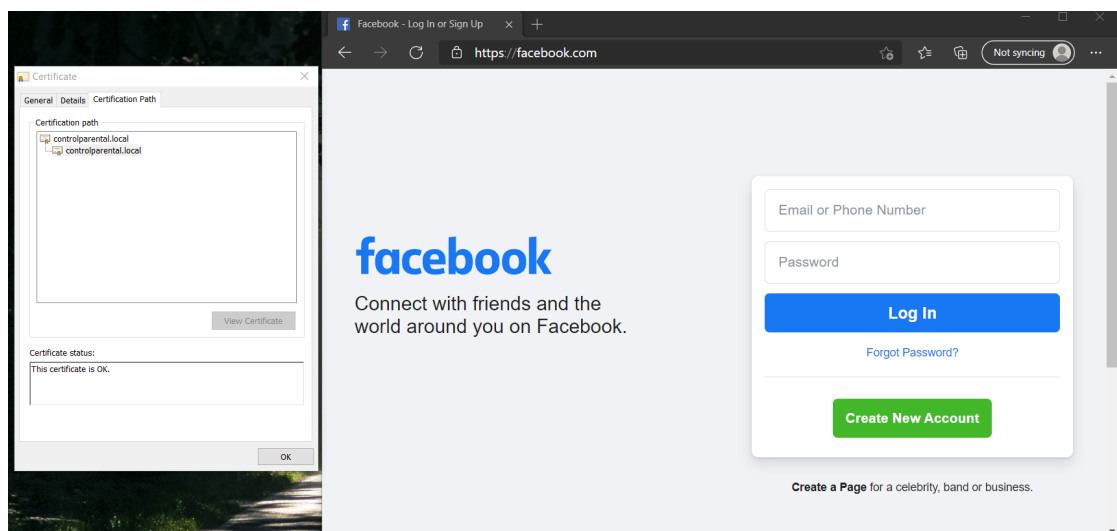 Facebook - Log In or Sign Up
https://facebook.com
Not syncing
Certificate
General Details Certification Path
Certification path
controlparental.local
controlparental.local
View Certificate
Certificate status:
This certificate is OK.
OK
facebook
Connect with friends and the
world around you on Facebook.
Email or Phone Number
Password
Log In
Forgot Password?
Create New Account
Create a Page for a celebrity, band or business.